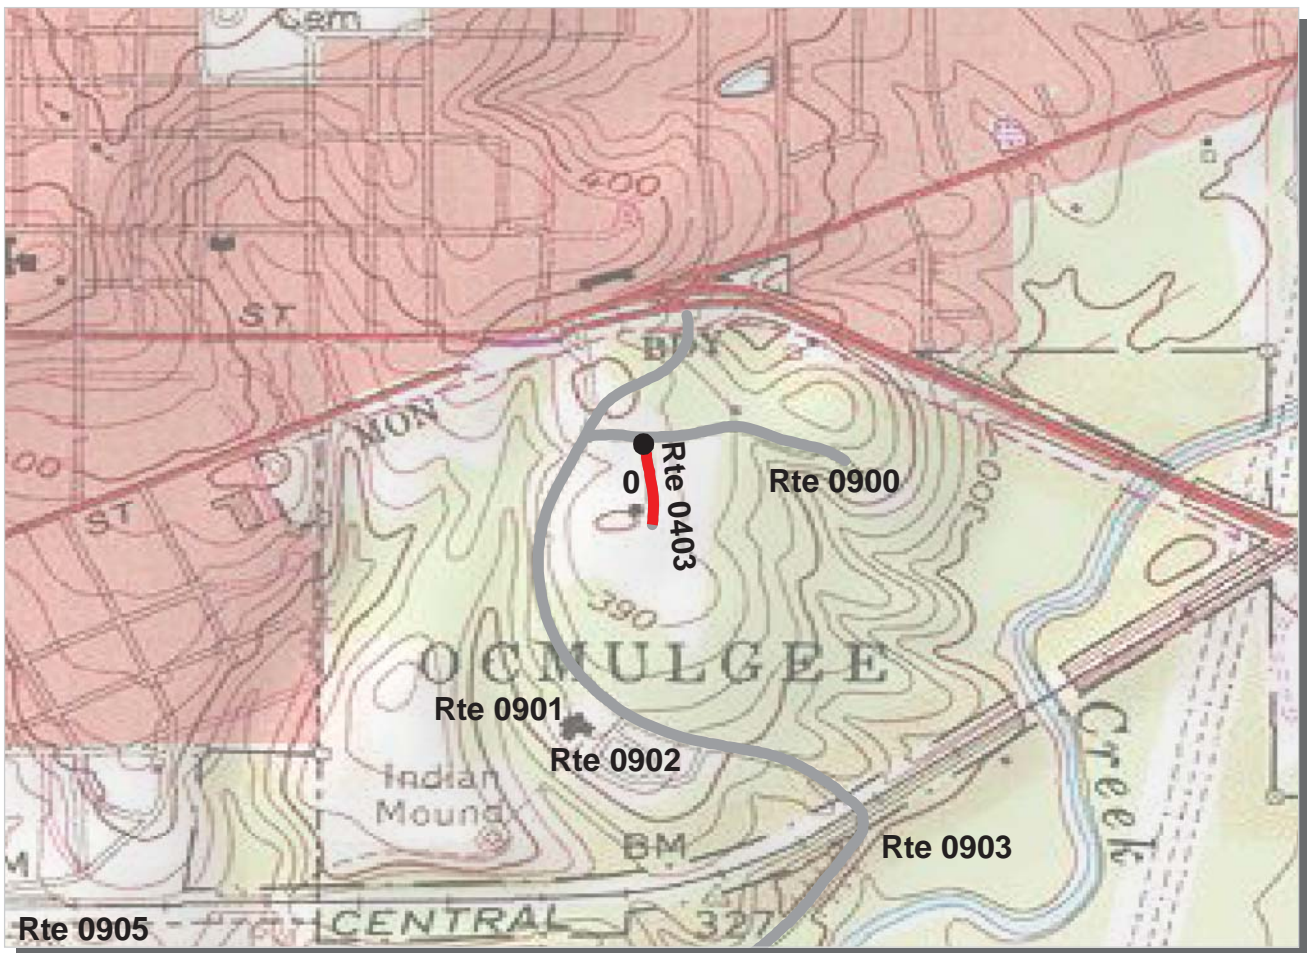 Cem
400
ST
BDY
MON
00
ST
Rte 0403
0
Rte 0900
300
390
OCMULGEE
Rte 0901
Rte 0902
Creek
Indian
Mound
BM
Rte 0903
M
Rte 0905
CENTRAL
327